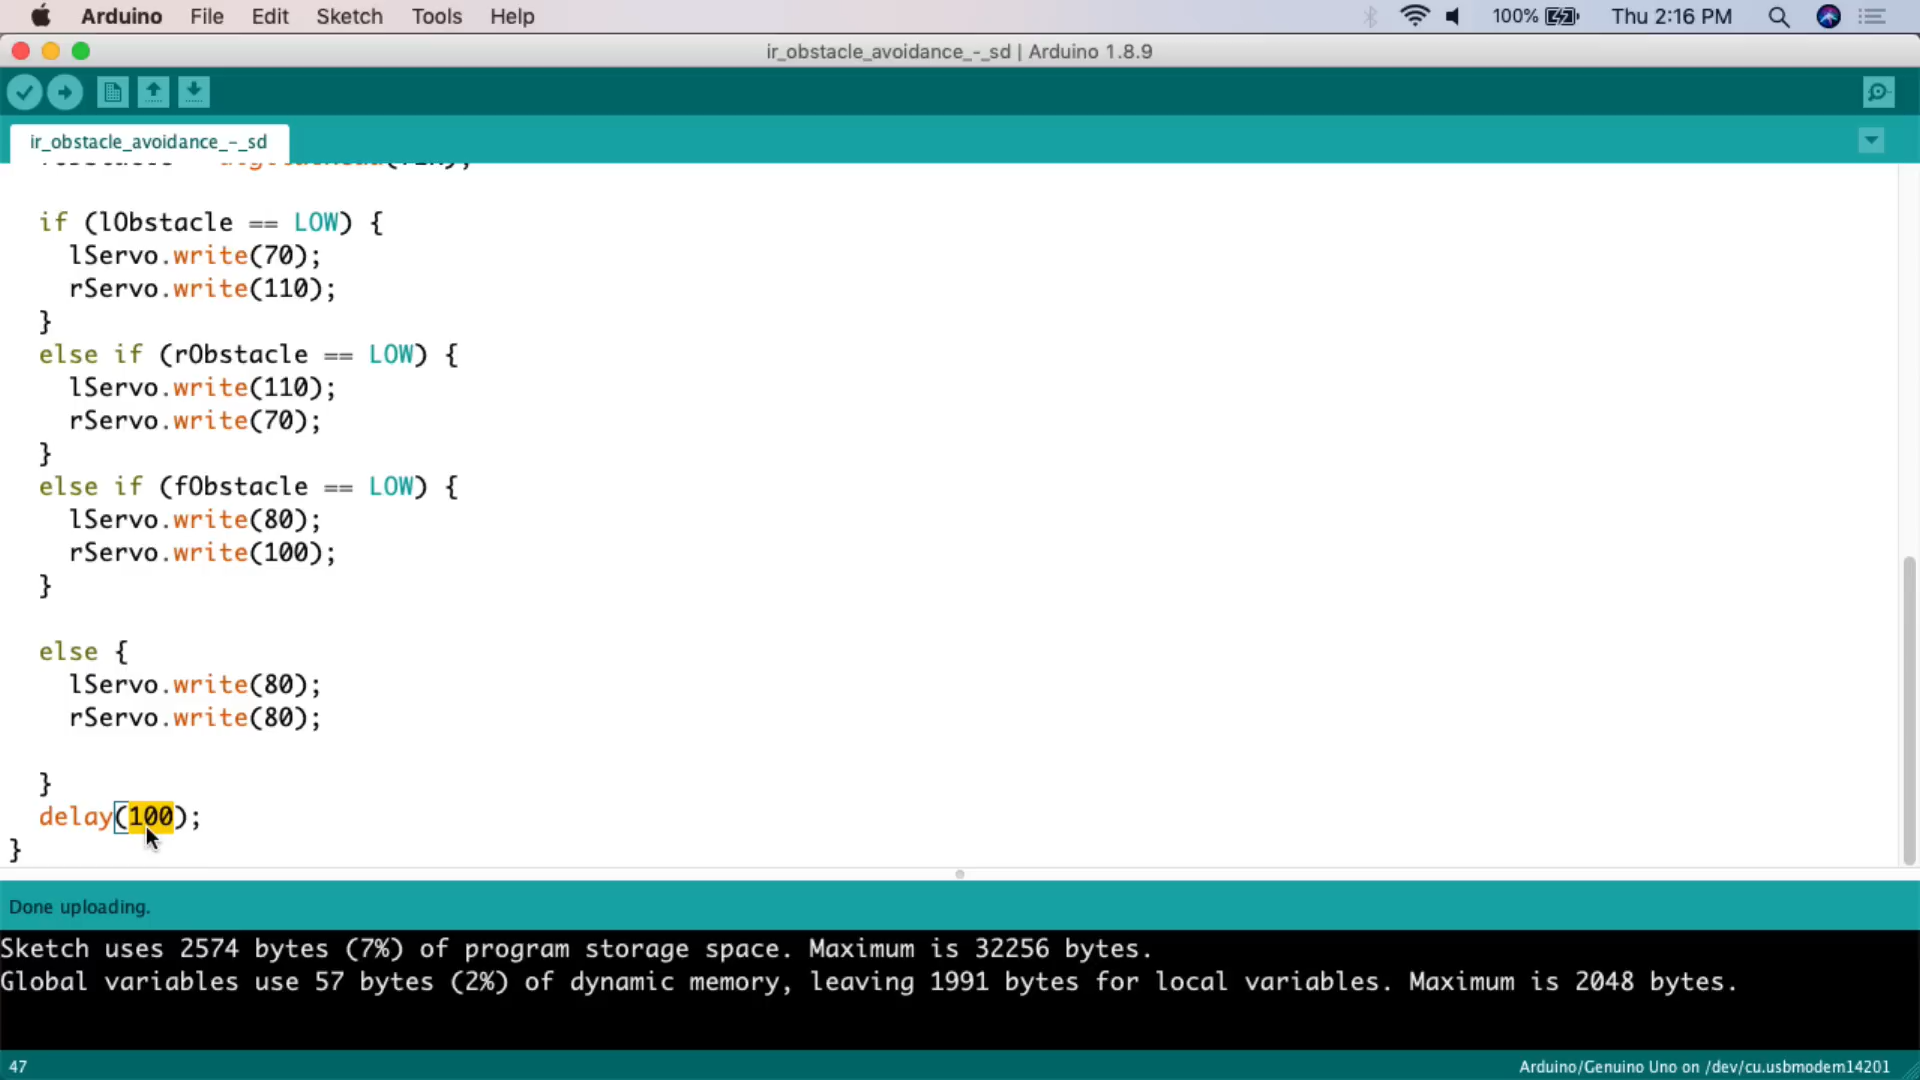 Arduino File Edit Sketch Tools Help 100% Thu 2:16 PM
ir_obstacle_avoidance_-_sd | Arduino 1.8.9
ir_obstacle_avoidance_-_sd
if (lObstacle == LOW) {
lServo.write(70);
rServo.write(110);
}
else if (rObstacle == LOW) {
lServo.write(110);
rServo.write(70);
}
else if (fObstacle == LOW) {
lServo.write(80);
rServo.write(100);
}
else {
lServo.write(80);
rServo.write(80);
}
delay(100);
}
Done uploading.
Sketch uses 2574 bytes (7%) of program storage space. Maximum is 32256 bytes.
Global variables use 57 bytes (2%) of dynamic memory, leaving 1991 bytes for local variables. Maximum is 2048 bytes.
47 Arduino/Genuino Uno on /dev/cu.usbmodem14201